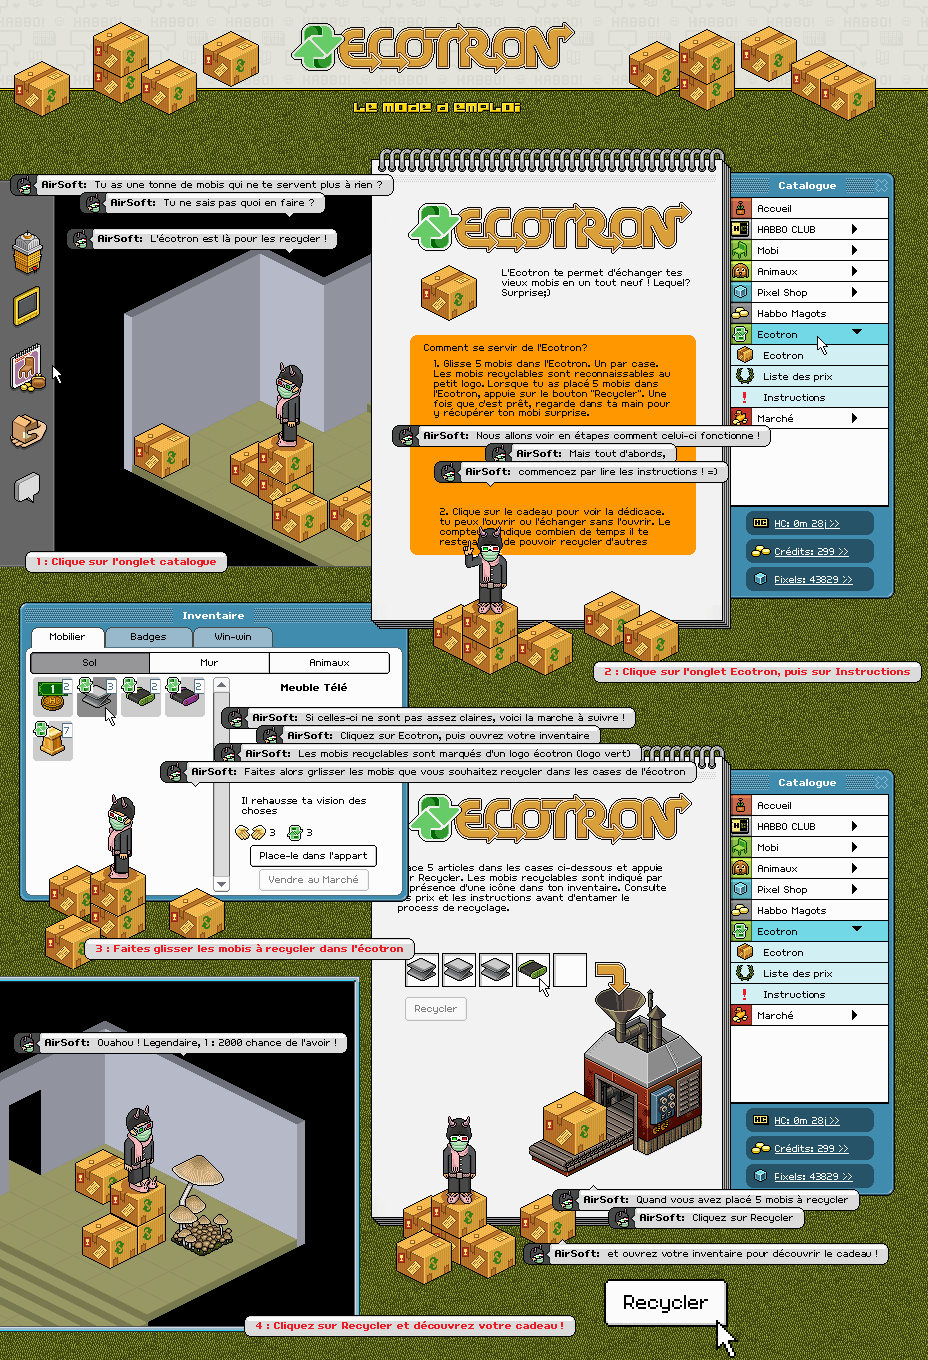 ECOTRON
Le mode d'emploi
AirSoft: Tu as une tonne de mobis qui ne te servent plus à rien ?
AirSoft: Tu ne sais pas quoi en faire ?
AirSoft: L'écotron est là pour les recycler !
1 : Clique sur l'onglet catalogue
ECOTRON
L'Ecotron te permet d'échanger tes
vieux mobis en un tout neuf ! Lequel?
Surprise;)
Comment se servir de l'Ecotron?
1. Glisse 5 mobis dans l'Ecotron. Un par case.
Les mobis recyclables sont reconnaissables au
petit logo. Lorsque tu as placé 5 mobis dans
l'Ecotron, appuie sur le bouton "Recycler". Une
fois que c'est prêt, regarde dans ta main pour
y récupérer ton mobi surprise.
AirSoft: Nous allons voir en étapes comment celui-ci fonctionne !
AirSoft: Mais tout d'abords,
AirSoft: commencez par lire les instructions ! =)
2. Clique sur le cadeau pour voir la dédicace.
tu peux l'ouvrir ou l'échanger sans l'ouvrir. Le
compteur indique combien de temps il te
reste de pouvoir recycler d'autres
Catalogue
Accueil
HABBO CLUB
Mobi
Animaux
Pixel Shop
Habbo Magots
Ecotron
Ecotron
Liste des prix
Instructions
Marché
HC: 0m 28j >>
Crédits: 299 >>
Pixels: 43829 >>
2 : Clique sur l'onglet Ecotron, puis sur Instructions
Inventaire
Mobilier Badges Win-win
Sol Mur Animaux
2 3 2 2
7
Meuble Télé
AirSoft: Si celles-ci ne sont pas assez claires, voici la marche à suivre !
AirSoft: Cliquez sur Ecotron, puis ouvrez votre inventaire
AirSoft: Les mobis recyclables sont marqués d'un logo écotron (logo vert)
AirSoft: Faites alors grlisser les mobis que vous souhaitez recycler dans les cases de l'écotron
Il rehausse ta vision des
choses
3 3
Place-le dans l'appart
Vendre au Marché
3 : Faites glisser les mobis à recycler dans l'écotron
ECOTRON
ace 5 articles dans les cases ci-dessous et appuie
r Recycler. Les mobis recyclables sont indiqué par
présence d'une icône dans ton inventaire. Consulte
s prix et les instructions avant d'entamer le
process de recyclage.
Recycler
Catalogue
Accueil
HABBO CLUB
Mobi
Animaux
Pixel Shop
Habbo Magots
Ecotron
Ecotron
Liste des prix
Instructions
Marché
HC: 0m 28j >>
Crédits: 299 >>
Pixels: 43829 >>
AirSoft: Ouahou ! Legendaire, 1 : 2000 chance de l'avoir !
AirSoft: Quand vous avez placé 5 mobis à recycler
AirSoft: Cliquez sur Recycler
AirSoft: et ouvrez votre inventaire pour découvrir le cadeau !
4 : Cliquez sur Recycler et découvrez votre cadeau !
Recycler